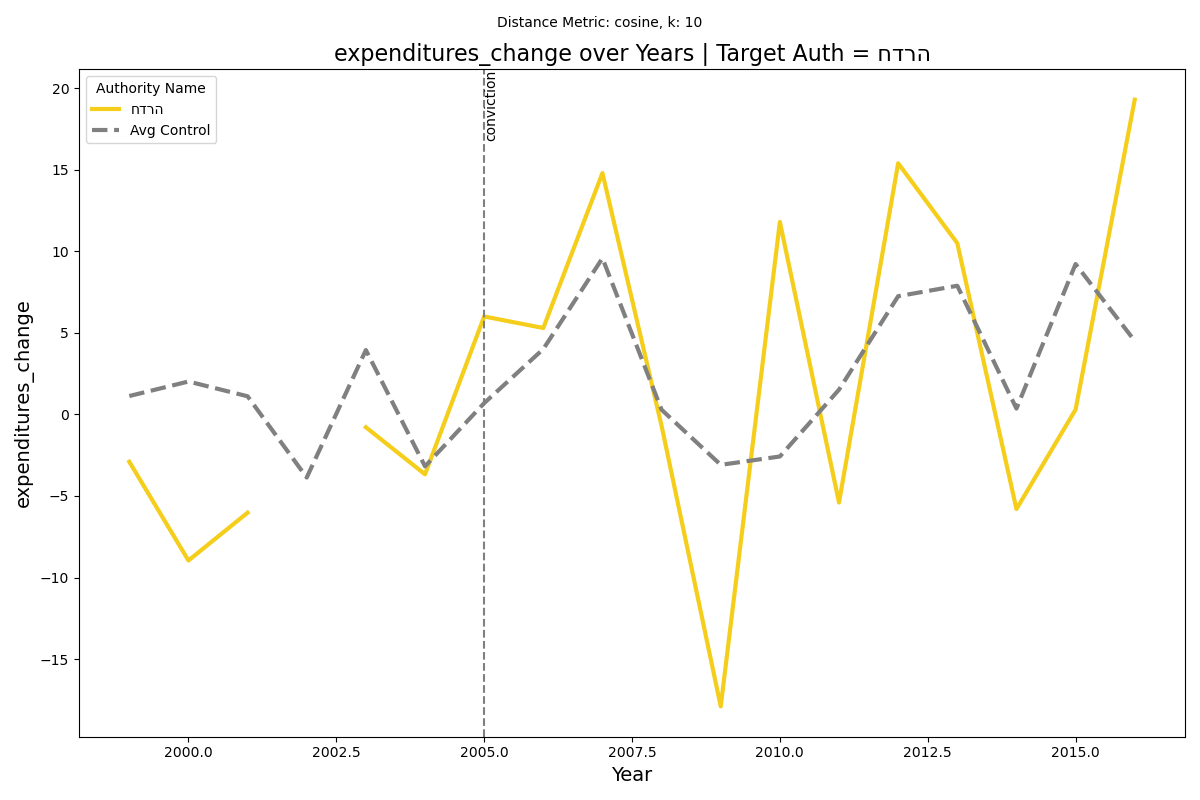 Distance Metric: cosine, k: 10
expenditures_change over Years | Target Auth = הרדח
Authority Name
הרדח
Avg Control
conviction
expenditures_change
20
15
10
5
0
−5
−10
−15
2000.0 2002.5 2005.0 2007.5 2010.0 2012.5 2015.0
Year